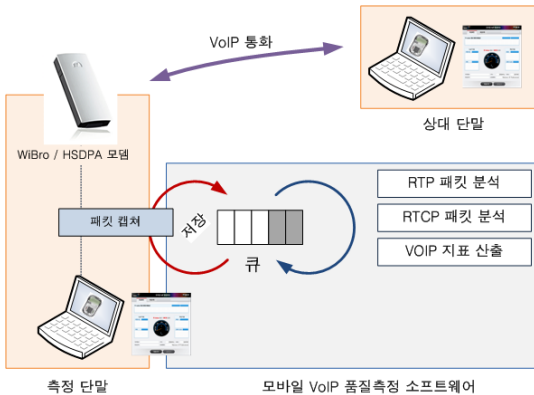 VoIP 통화
상대 단말
WiBro / HSDPA 모뎀
패킷 캡쳐
저장
큐
RTP 패킷 분석
RTCP 패킷 분석
VOIP 지표 산출
측정 단말
모바일 VoIP 품질측정 소프트웨어